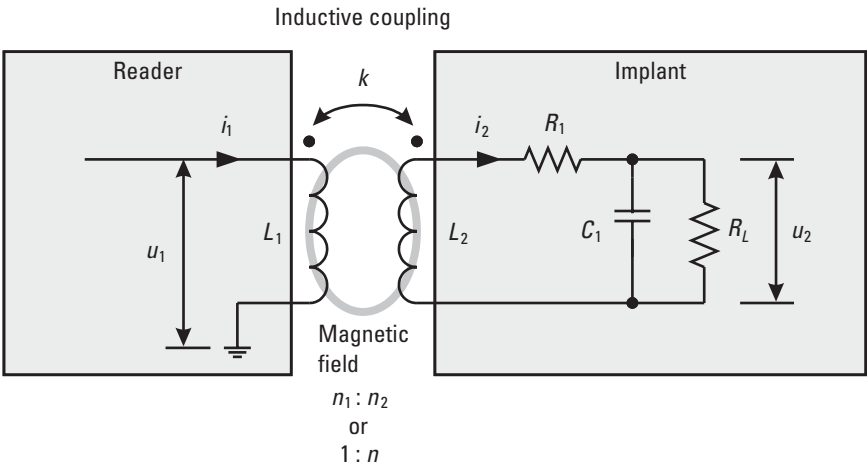 Inductive coupling
Reader
k
Implant
i1
i2
R1
u1
L1
L2
C1
RL
u2
Magnetic
field
n1 : n2
or
1 : n